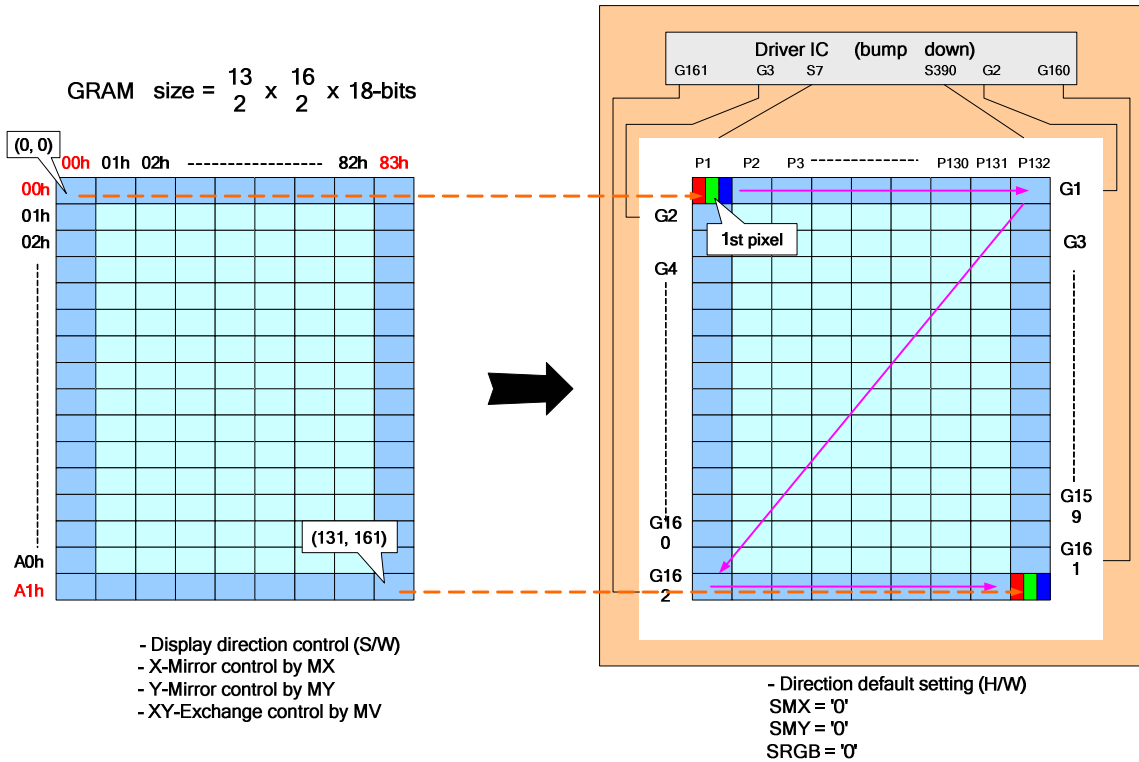 GRAM size = 13/2 x 16/2 x 18-bits
(0, 0)
00h 01h 02h 82h 83h
00h
01h
02h
A0h
A1h
(131, 161)
- Display direction control (S/W)
- X-Mirror control by MX
- Y-Mirror control by MY
- XY-Exchange control by MV
Driver IC (bump down)
G161 G3 S7 S390 G2 G160
P1 P2 P3 P130 P131 P132
G1
G2
1st pixel
G3
G4
G15
9
G16
0
G16
1
G16
2
- Direction default setting (H/W)
SMX = '0'
SMY = '0'
SRGB = '0'